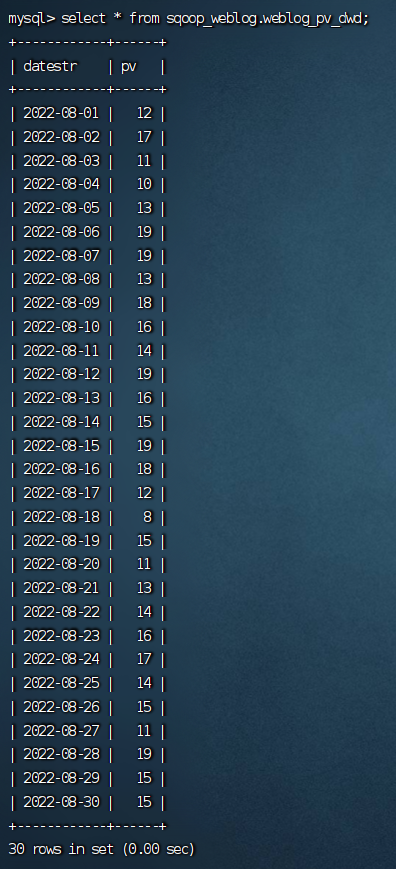 mysql> select * from sqoop_weblog.weblog_pv_dwd;
+------------+------+
| datestr    | pv   |
+------------+------+
| 2022-08-01 |   12 |
| 2022-08-02 |   17 |
| 2022-08-03 |   11 |
| 2022-08-04 |   10 |
| 2022-08-05 |   13 |
| 2022-08-06 |   19 |
| 2022-08-07 |   19 |
| 2022-08-08 |   13 |
| 2022-08-09 |   18 |
| 2022-08-10 |   16 |
| 2022-08-11 |   14 |
| 2022-08-12 |   19 |
| 2022-08-13 |   16 |
| 2022-08-14 |   15 |
| 2022-08-15 |   19 |
| 2022-08-16 |   18 |
| 2022-08-17 |   12 |
| 2022-08-18 |    8 |
| 2022-08-19 |   15 |
| 2022-08-20 |   11 |
| 2022-08-21 |   13 |
| 2022-08-22 |   14 |
| 2022-08-23 |   16 |
| 2022-08-24 |   17 |
| 2022-08-25 |   14 |
| 2022-08-26 |   15 |
| 2022-08-27 |   11 |
| 2022-08-28 |   19 |
| 2022-08-29 |   15 |
| 2022-08-30 |   15 |
+------------+------+
30 rows in set (0.00 sec)